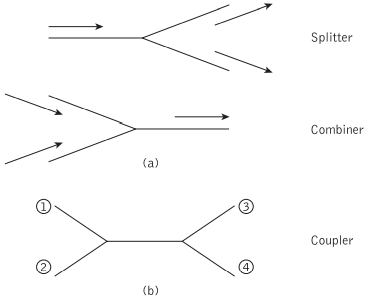 Splitter
Combiner
(a)
① ③
Coupler
② ④
(b)